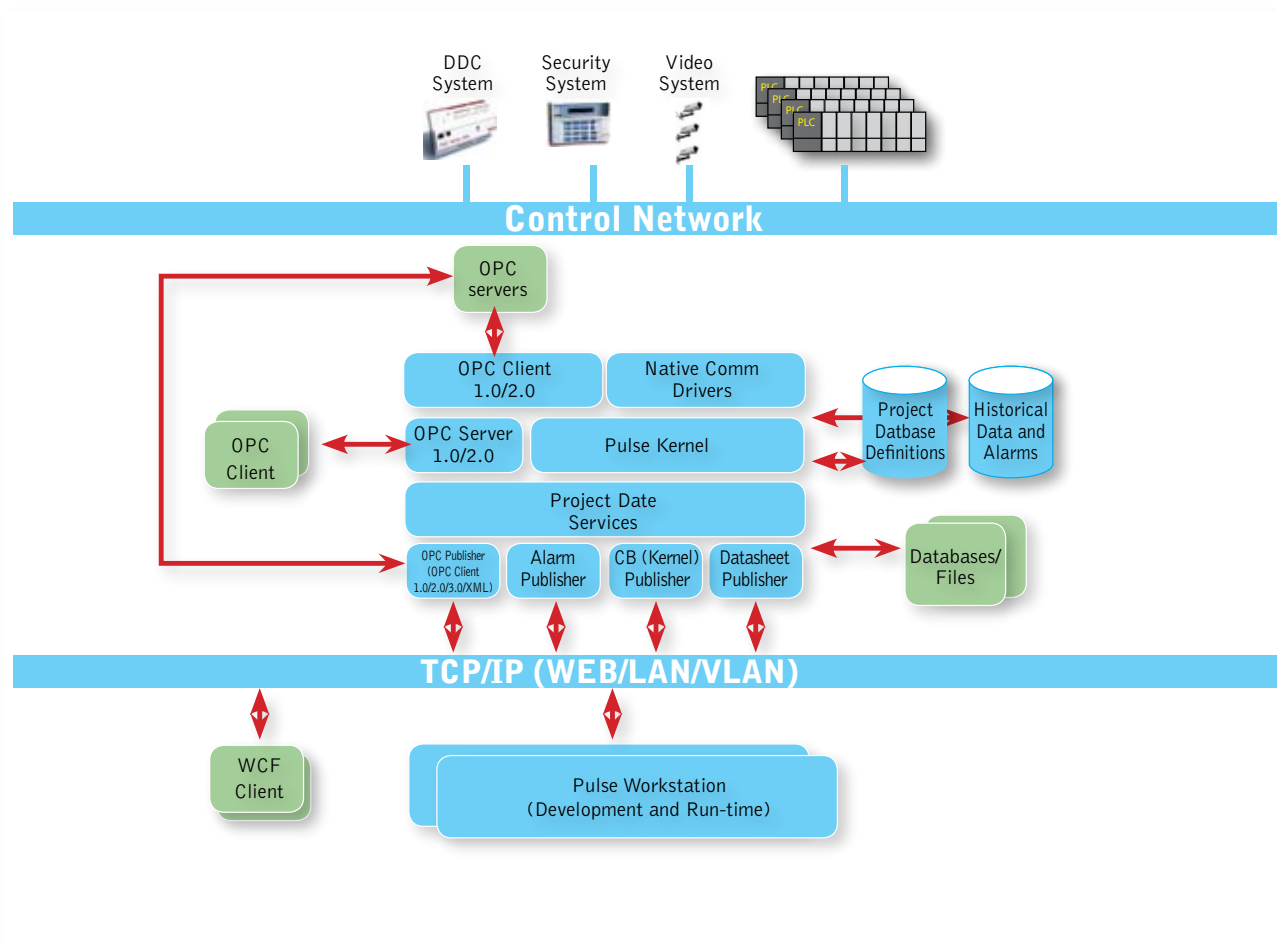 DDC
System
Security
System
Video
System
PLC
PLC
PLC
PLC
Control Network
OPC
servers
OPC Client
1.0/2.0
Native Comm
Drivers
OPC
Client
OPC Server
1.0/2.0
Pulse Kernel
Project
Datbase
Definitions
Historical
Data and
Alarms
Project Date
Services
OPC Publisher
(OPC Client
1.0/2.0/3.0/XML)
Alarm
Publisher
CB (Kernel)
Publisher
Datasheet
Publisher
Databases/
Files
TCP/IP (WEB/LAN/VLAN)
WCF
Client
Pulse Workstation
(Development and Run-time)